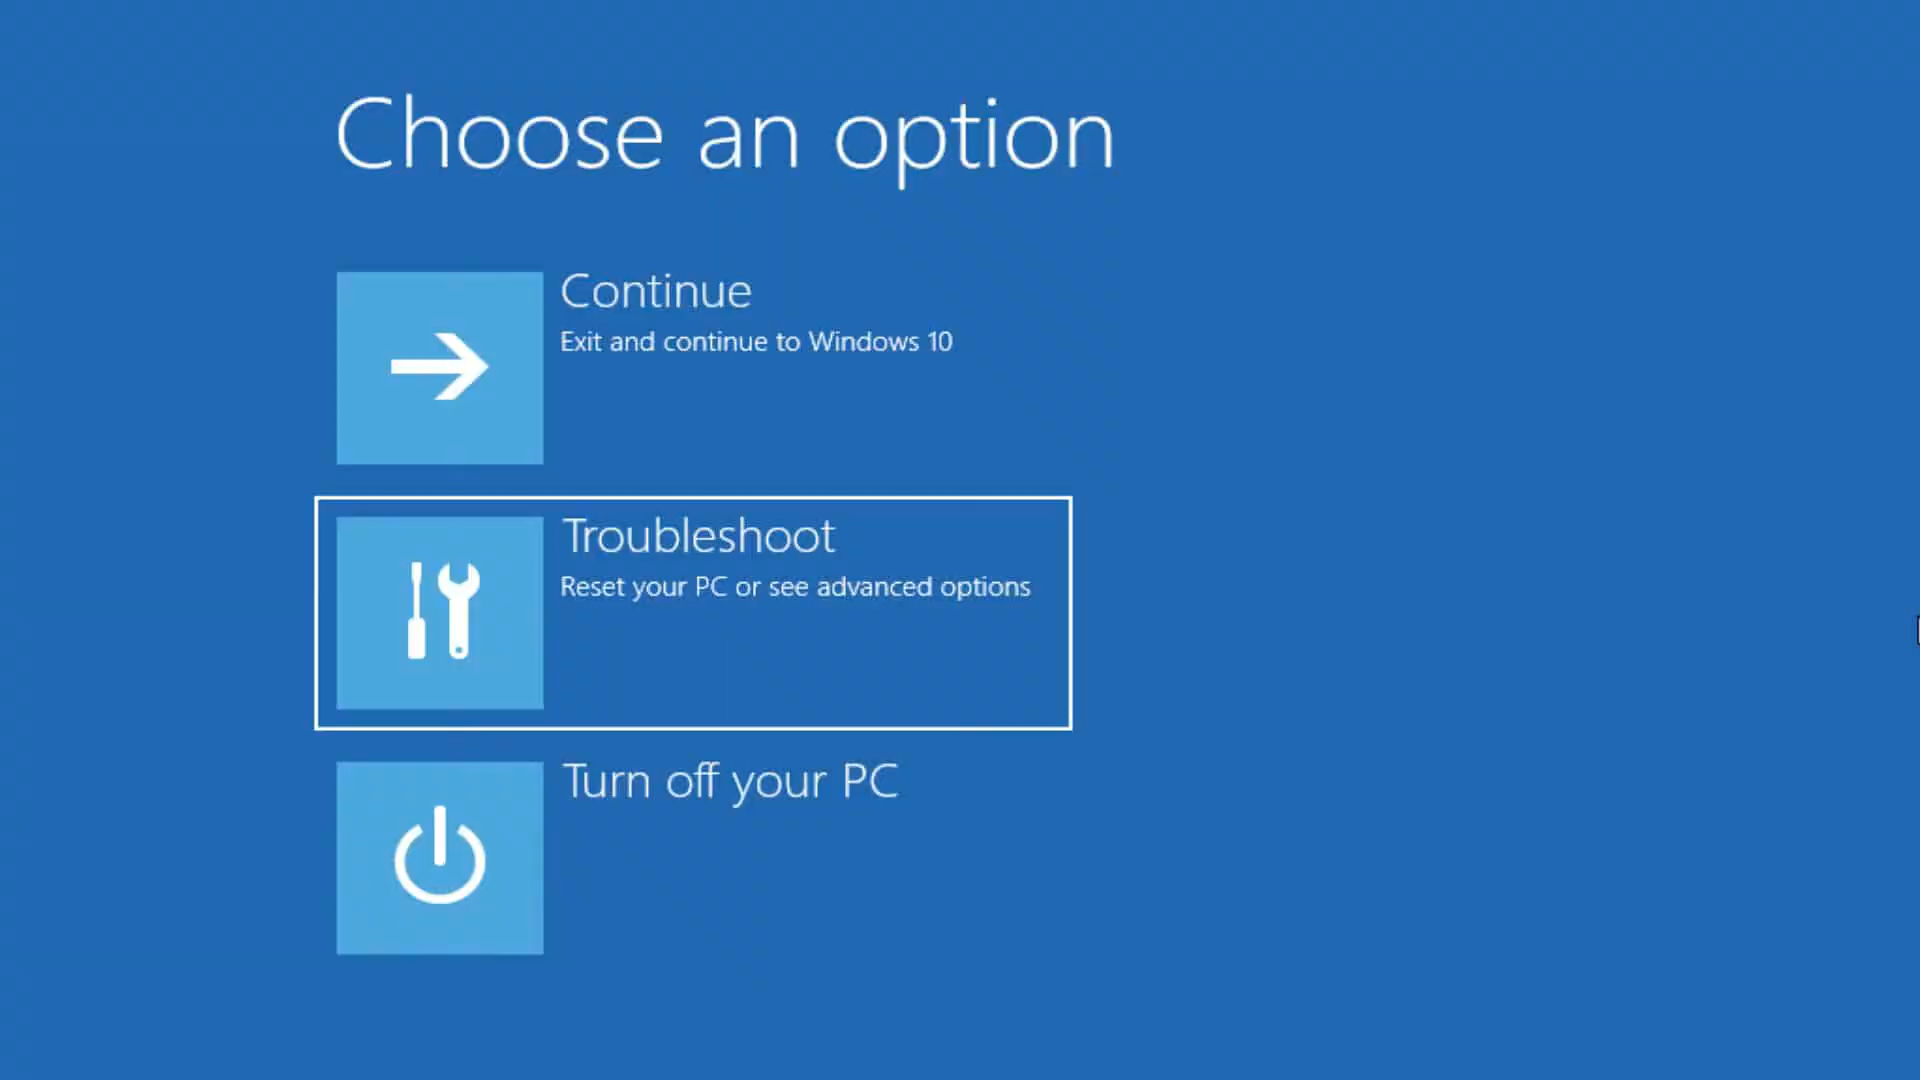 Choose an option
Continue
Exit and continue to Windows 10
Troubleshoot
Reset your PC or see advanced options
Turn off your PC